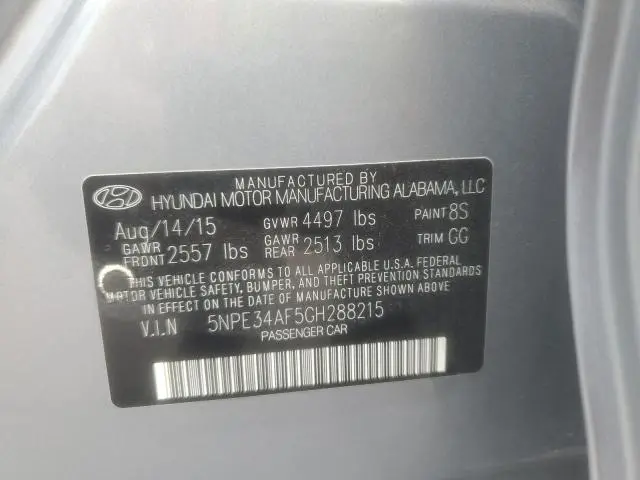 MANUFACTURED BY
HYUNDAI MOTOR MANUFACTURING ALABAMA, LLC
Aug/14/15 GVWR 4497 lbs PAINT 8S
GAWR FRONT 2557 lbs GAWR REAR 2513 lbs TRIM GG
THIS VEHICLE CONFORMS TO ALL APPLICABLE U.S.A. FEDERAL
MOTOR VEHICLE SAFETY, BUMPER, AND THEFT PREVENTION STANDARDS
IN EFFECT ON THE DATE OF MANUFACTURE SHOWN ABOVE.
V.I.N 5NPE34AF5GH288215
PASSENGER CAR